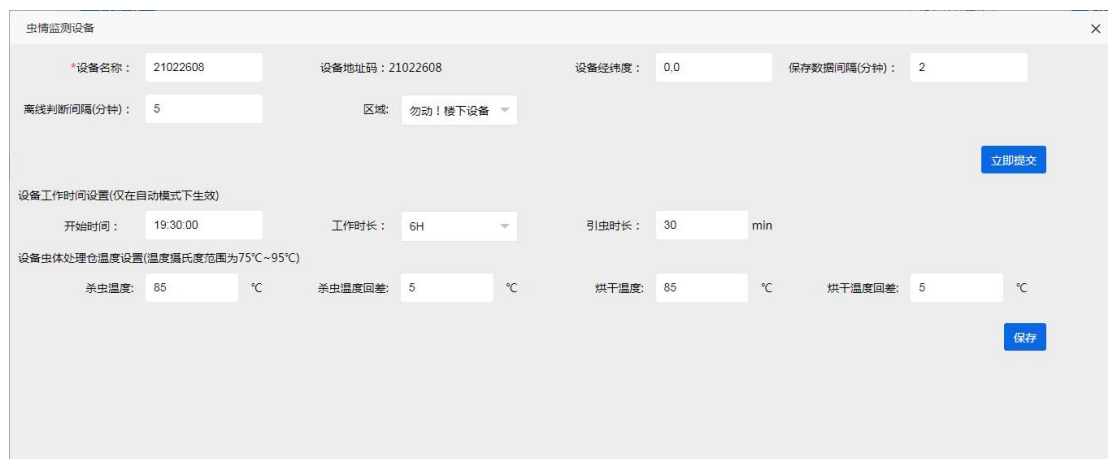 虫情监测设备
*设备名称： 21022608 设备地址码：21022608 设备经纬度： 0,0 保存数据间隔(分钟)： 2
离线判断间隔(分钟)： 5 区域: 勿动！楼下设备
立即提交
设备工作时间设置(仅在自动模式下生效)
开始时间： 19:30:00 工作时长： 6H 引虫时长： 30 min
设备虫体处理仓温度设置(温度摄氏度范围为75℃~95℃)
杀虫温度: 85 ℃ 杀虫温度回差: 5 ℃ 烘干温度: 85 ℃ 烘干温度回差: 5 ℃
保存